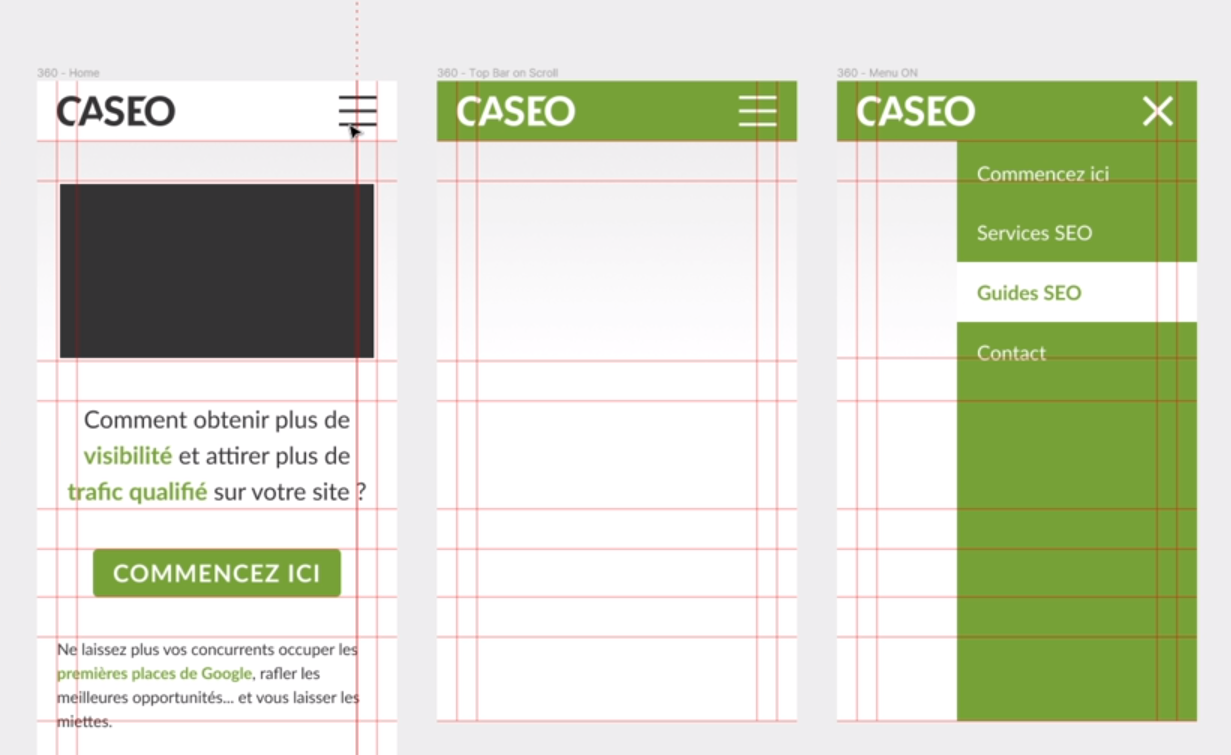 360 - Home
CASEO
Comment obtenir plus de
visibilité et attirer plus de
trafic qualifié sur votre site ?
COMMENCEZ ICI
Ne laissez plus vos concurrents occuper les
premières places de Google, rafler les
meilleures opportunités... et vous laisser les
miettes.
360 - Top Bar on Scroll
CASEO
360 - Menu ON
CASEO
Commencez ici
Services SEO
Guides SEO
Contact